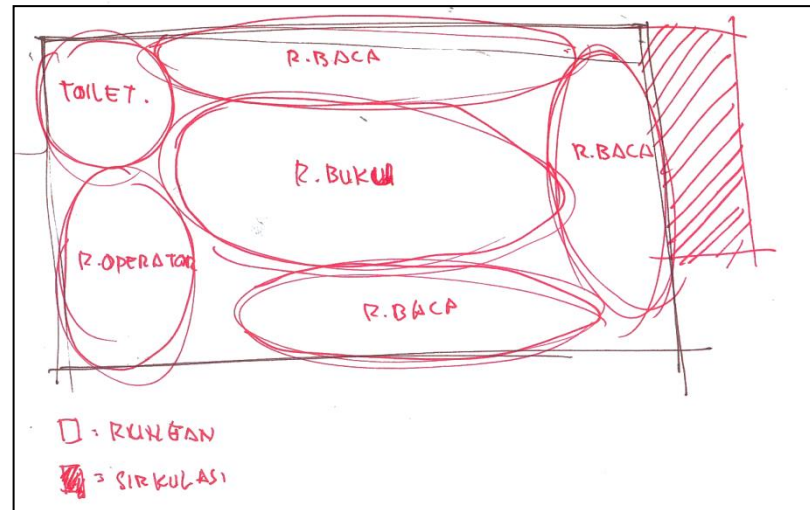 R.BACA
TOILET.
R.BUKU
R.BACA
R.OPERATOR
R.BACA
= RUNGAN
= SIRKULASI